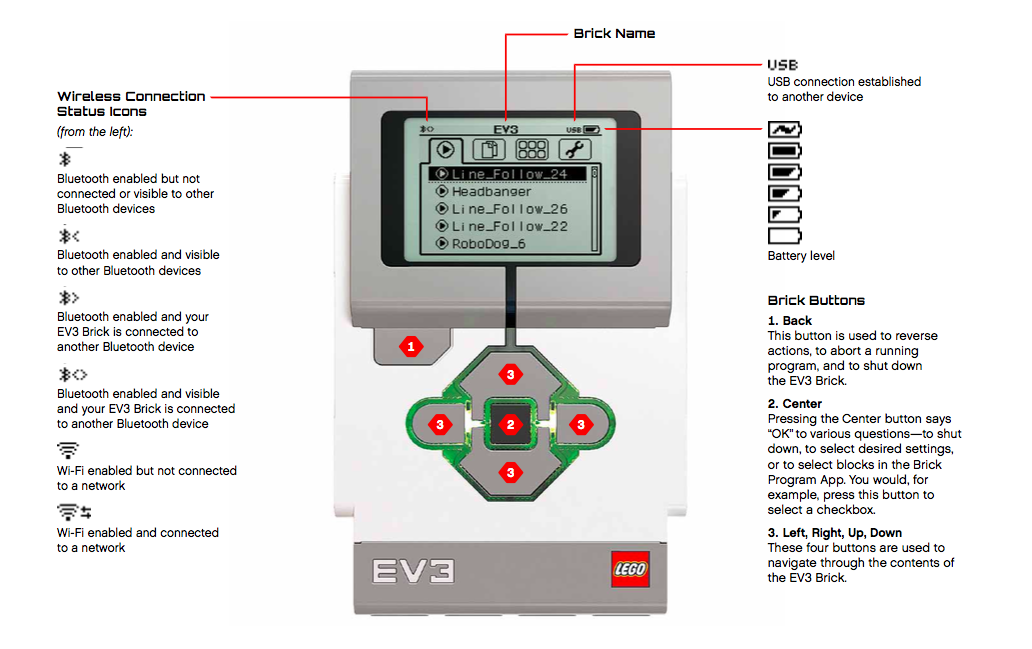 Brick Name
USB
USB connection established
to another device
Wireless Connection
Status Icons
(from the left):
Bluetooth enabled but not
connected or visible to other
Bluetooth devices
Bluetooth enabled and visible
to other Bluetooth devices
Bluetooth enabled and your
EV3 Brick is connected to
another Bluetooth device
Bluetooth enabled and visible
and your EV3 Brick is connected
to another Bluetooth device
Wi-Fi enabled but not connected
to a network
Wi-Fi enabled and connected
to a network
EV3
USB
Line_Follow_24
Headbanger
Line_Follow_26
Line_Follow_22
RoboDog_6
1
3
3
2
3
3
EV3
LEGO
Battery level
Brick Buttons
1. Back
This button is used to reverse
actions, to abort a running
program, and to shut down
the EV3 Brick.
2. Center
Pressing the Center button says
“OK” to various questions—to shut
down, to select desired settings,
or to select blocks in the Brick
Program App. You would, for
example, press this button to
select a checkbox.
3. Left, Right, Up, Down
These four buttons are used to
navigate through the contents of
the EV3 Brick.